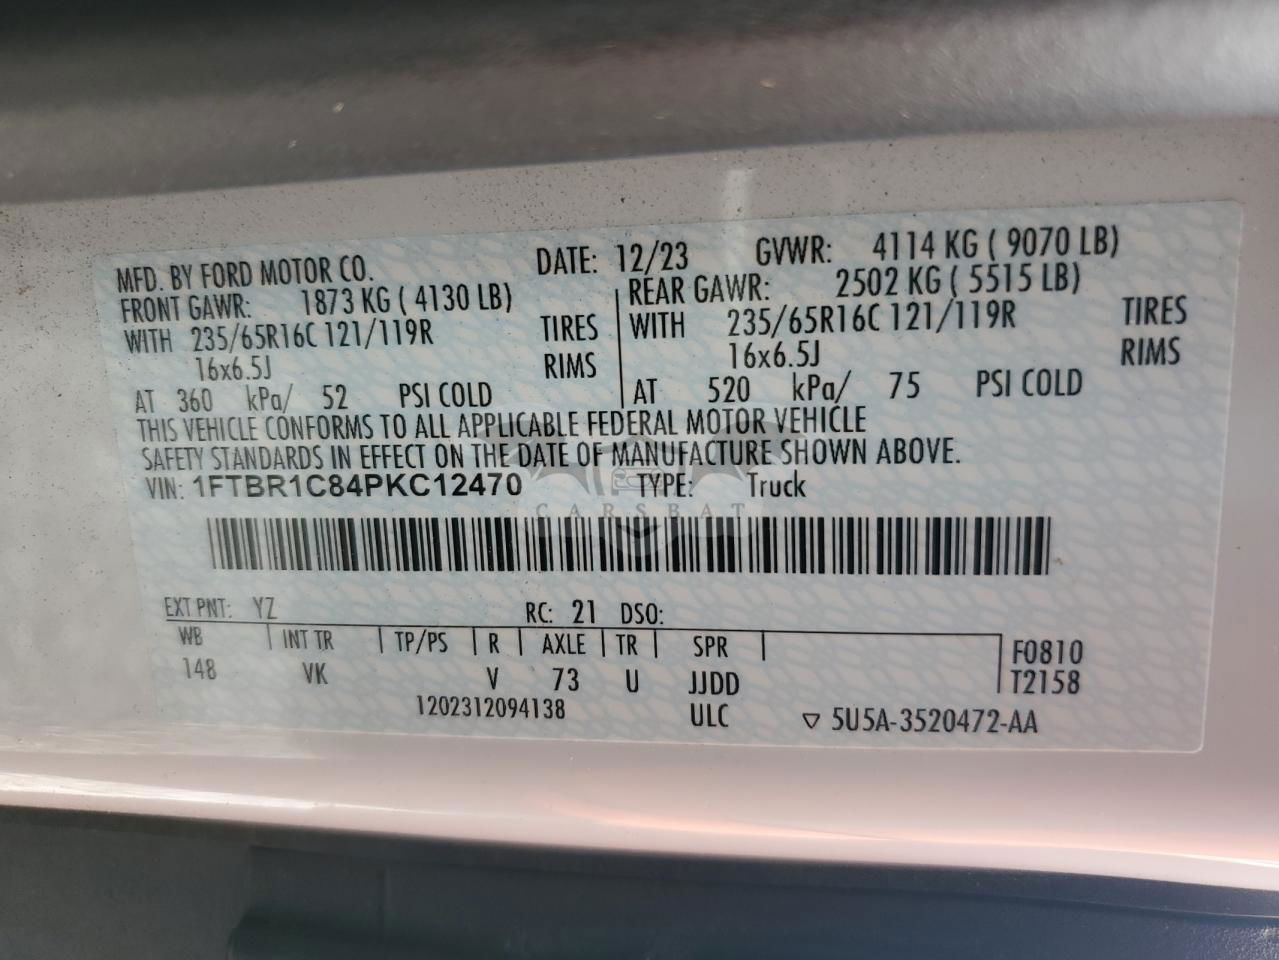 MFD. BY FORD MOTOR CO. DATE: 12/23 GVWR: 4114 KG ( 9070 LB)
FRONT GAWR: 1873 KG ( 4130 LB) REAR GAWR: 2502 KG ( 5515 LB)
WITH 235/65R16C 121/119R TIRES WITH 235/65R16C 121/119R TIRES
16x6.5J RIMS 16x6.5J RIMS
AT 360 kPa/ 52 PSI COLD AT 520 kPa/ 75 PSI COLD
THIS VEHICLE CONFORMS TO ALL APPLICABLE FEDERAL MOTOR VEHICLE
SAFETY STANDARDS IN EFFECT ON THE DATE OF MANUFACTURE SHOWN ABOVE.
VIN: 1FTBR1C84PKC12470 TYPE: Truck
CARSBAT
EXT PNT: YZ RC: 21 DSO:
WB INT TR TP/PS R AXLE TR SPR F0810
148 VK V 73 U JJDD T2158
1202312094138 ULC ▽ 5U5A-3520472-AA